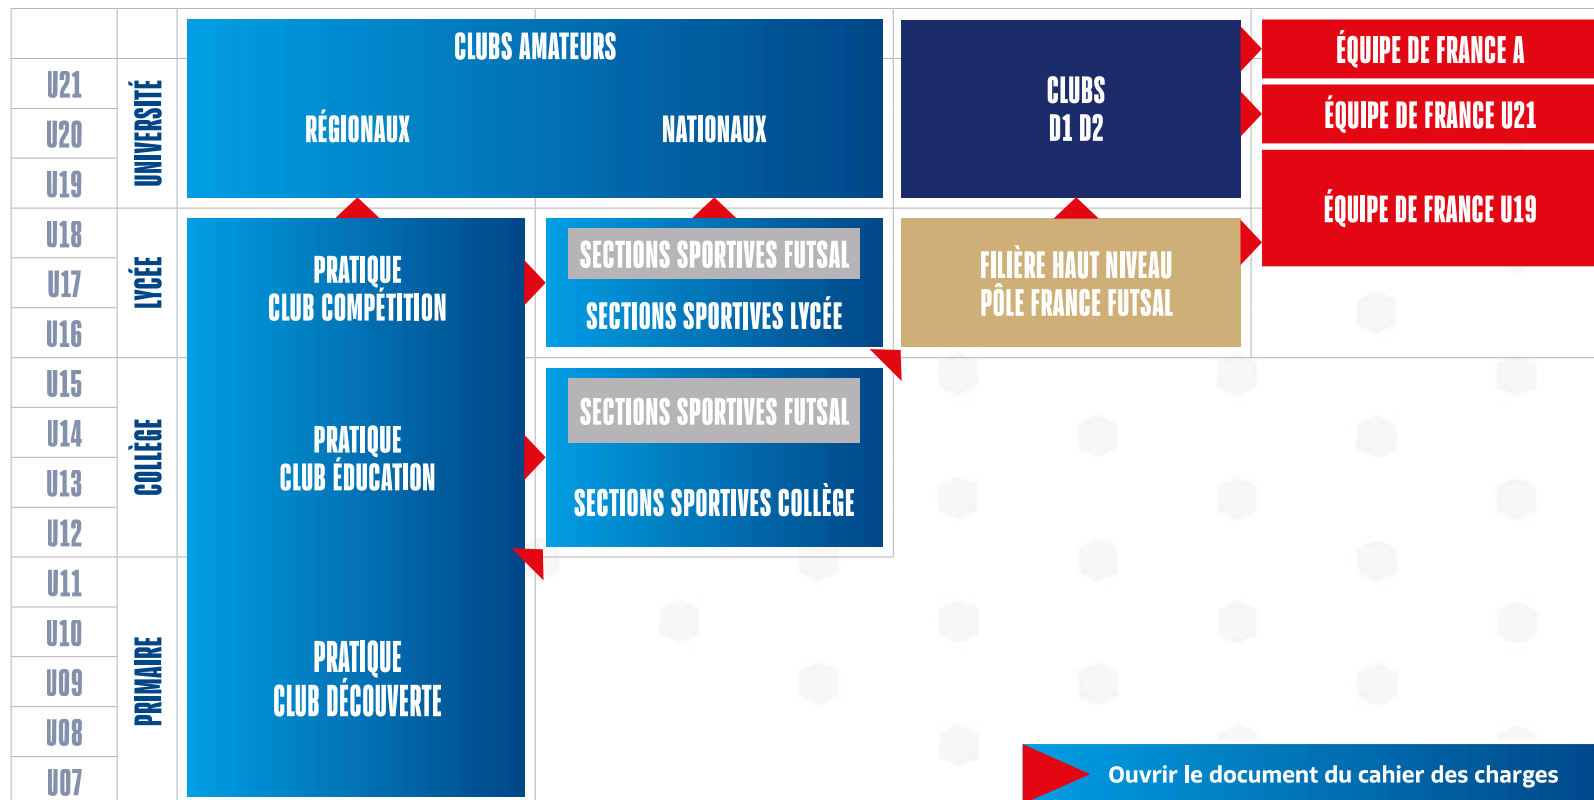 U21
U20
U19
UNIVERSITÉ
CLUBS AMATEURS
RÉGIONAUX
NATIONAUX
CLUBS
D1 D2
ÉQUIPE DE FRANCE A
ÉQUIPE DE FRANCE U21
ÉQUIPE DE FRANCE U19
U18
U17
U16
LYCÉE
PRATIQUE
CLUB COMPÉTITION
SECTIONS SPORTIVES FUTSAL
SECTIONS SPORTIVES LYCÉE
FILIÈRE HAUT NIVEAU
PÔLE FRANCE FUTSAL
U15
U14
U13
U12
COLLÈGE
PRATIQUE
CLUB ÉDUCATION
SECTIONS SPORTIVES FUTSAL
SECTIONS SPORTIVES COLLÈGE
U11
U10
U09
U08
U07
PRIMAIRE
PRATIQUE
CLUB DÉCOUVERTE
Ouvrir le document du cahier des charges